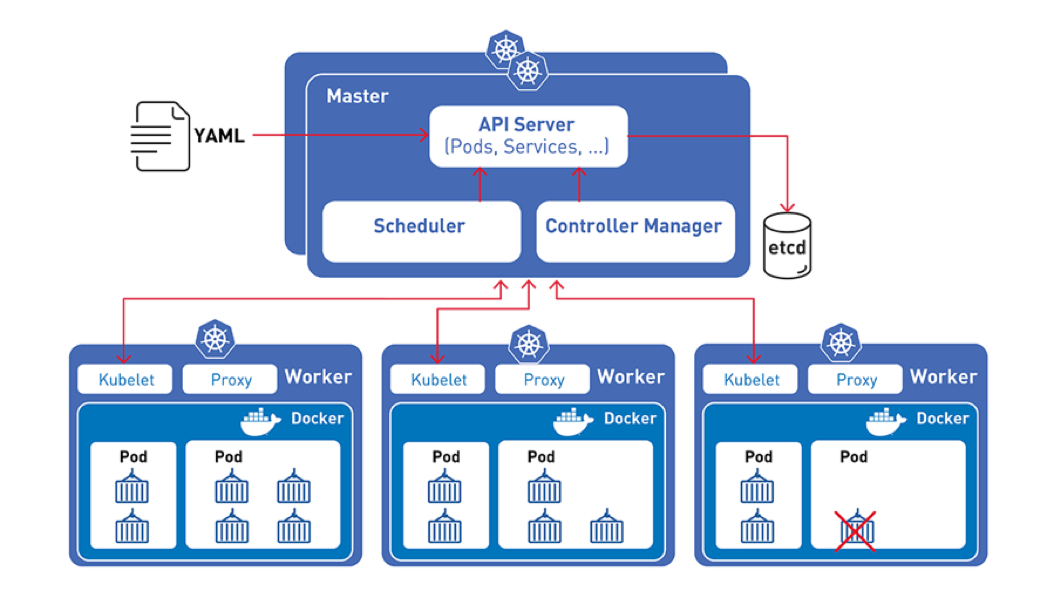 Master
YAML
API Server
(Pods, Services, ...)
Scheduler
Controller Manager
etcd
Kubelet
Proxy
Worker
Docker
Pod
Pod
Kubelet
Proxy
Worker
Docker
Pod
Pod
Kubelet
Proxy
Worker
Docker
Pod
Pod